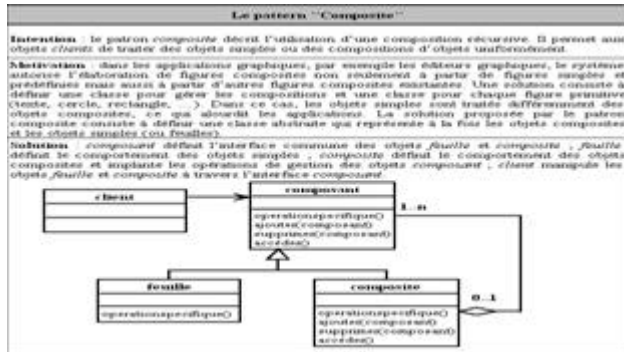 Le pattern "Composite"
Intention : le patron composite décrit l'utilisation d'une composition récursive. Il permet aux
objets clients de traiter des objets simples ou des compositions d'objets uniformément.
Motivation : dans les applications graphiques, par exemple les éditeurs graphiques, le système
autorise l'élaboration de figures composites non seulement à partir de figures simples et
prédéfinies mais aussi à partir d'autres figures composites existantes. Une solution consiste à
définir une classe pour gérer les compositions et une classe pour chaque figure primitive
(texte, cercle, rectangle, ...). Dans ce cas, les objets simples sont traités différemment des
objets composites, ce qui alourdit les applications. La solution proposée par le patron
composite consiste à définir une classe abstraite qui représente à la fois les objets composites
et les objets simples (ou feuilles).
Solution : composant définit l'interface commune des objets feuille et composite , feuille
définit le comportement des objets simples , composite définit le comportement des objets
composites et implante les opérations de gestion des objets composant , client manipule les
objets feuille et composite à travers l'interface composant.
client
composant
1..n
operationspecifique()
ajouter(composant)
supprimer(composant)
acceder()
feuille
operationspecifique()
composite
0..1
operationspecifique()
ajouter(composant)
supprimer(composant)
acceder()